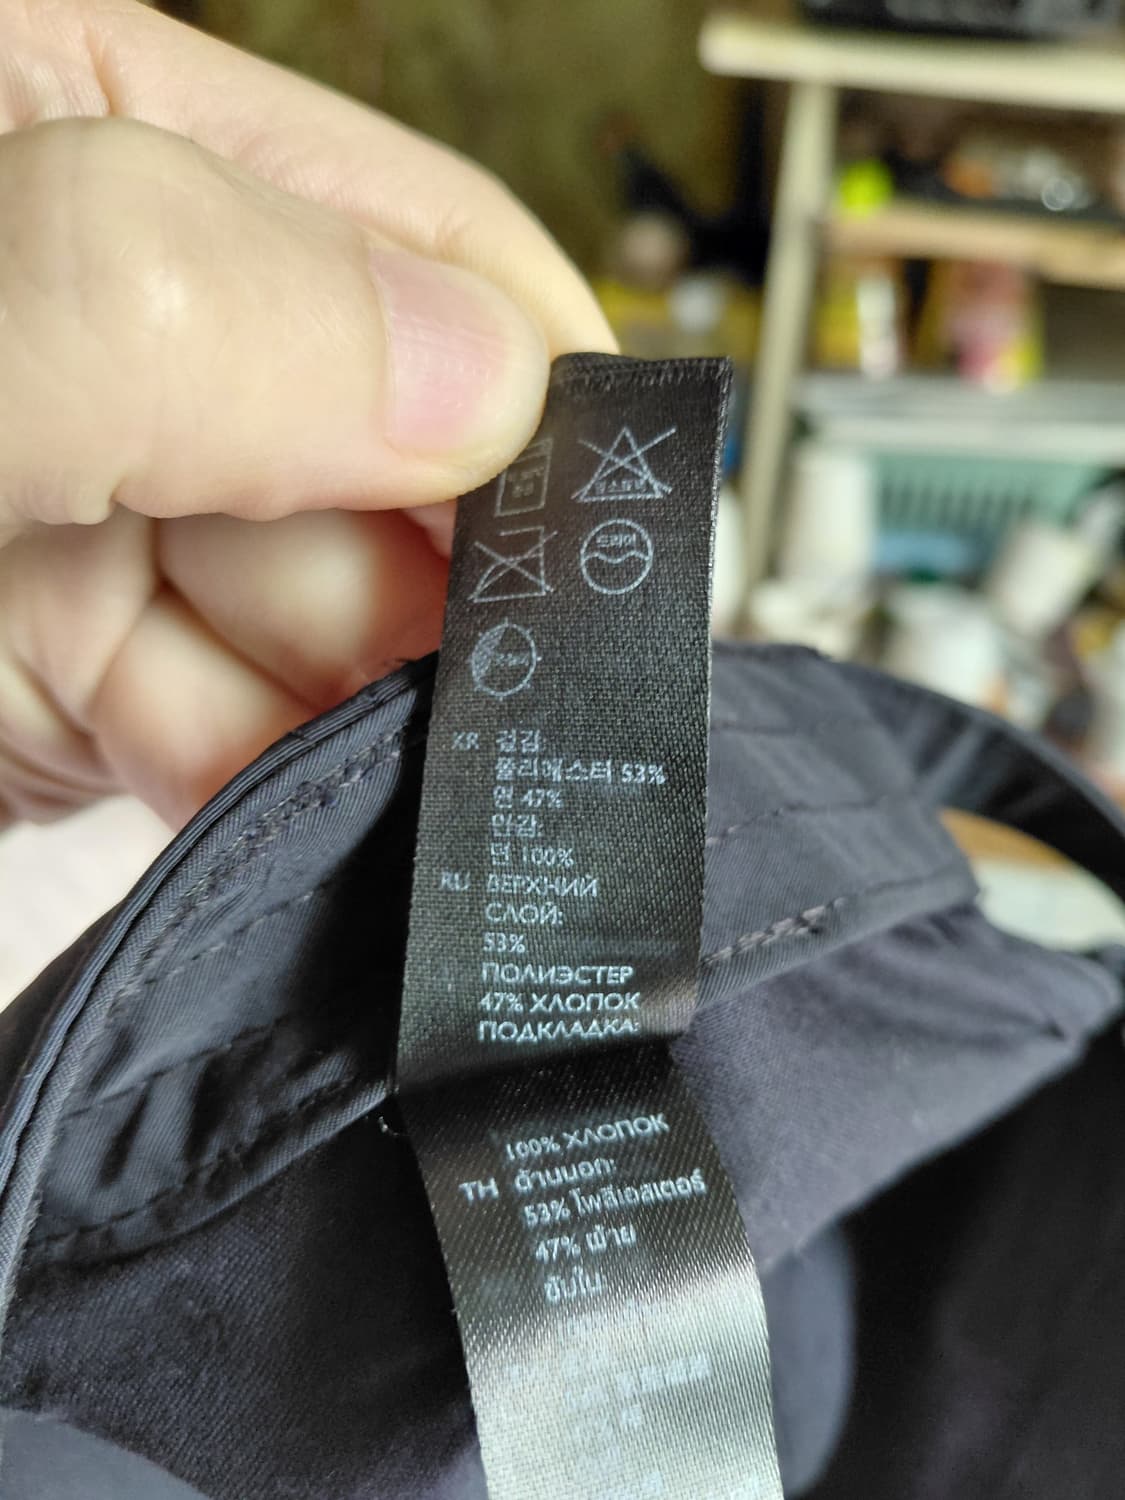 KR 겉감:
폴리에스터 53%
면 47%
안감:
면 100%
RU ВЕРХНИЙ
СЛОЙ:
53%
ПОЛИЭСТЕР
47% ХЛОПОК
ПОДКЛАДКА:
100% ХЛОПОК
TH ด้านนอก:
53% โพลีเอสเตอร์
47% ฝ้าย
ซับใน: